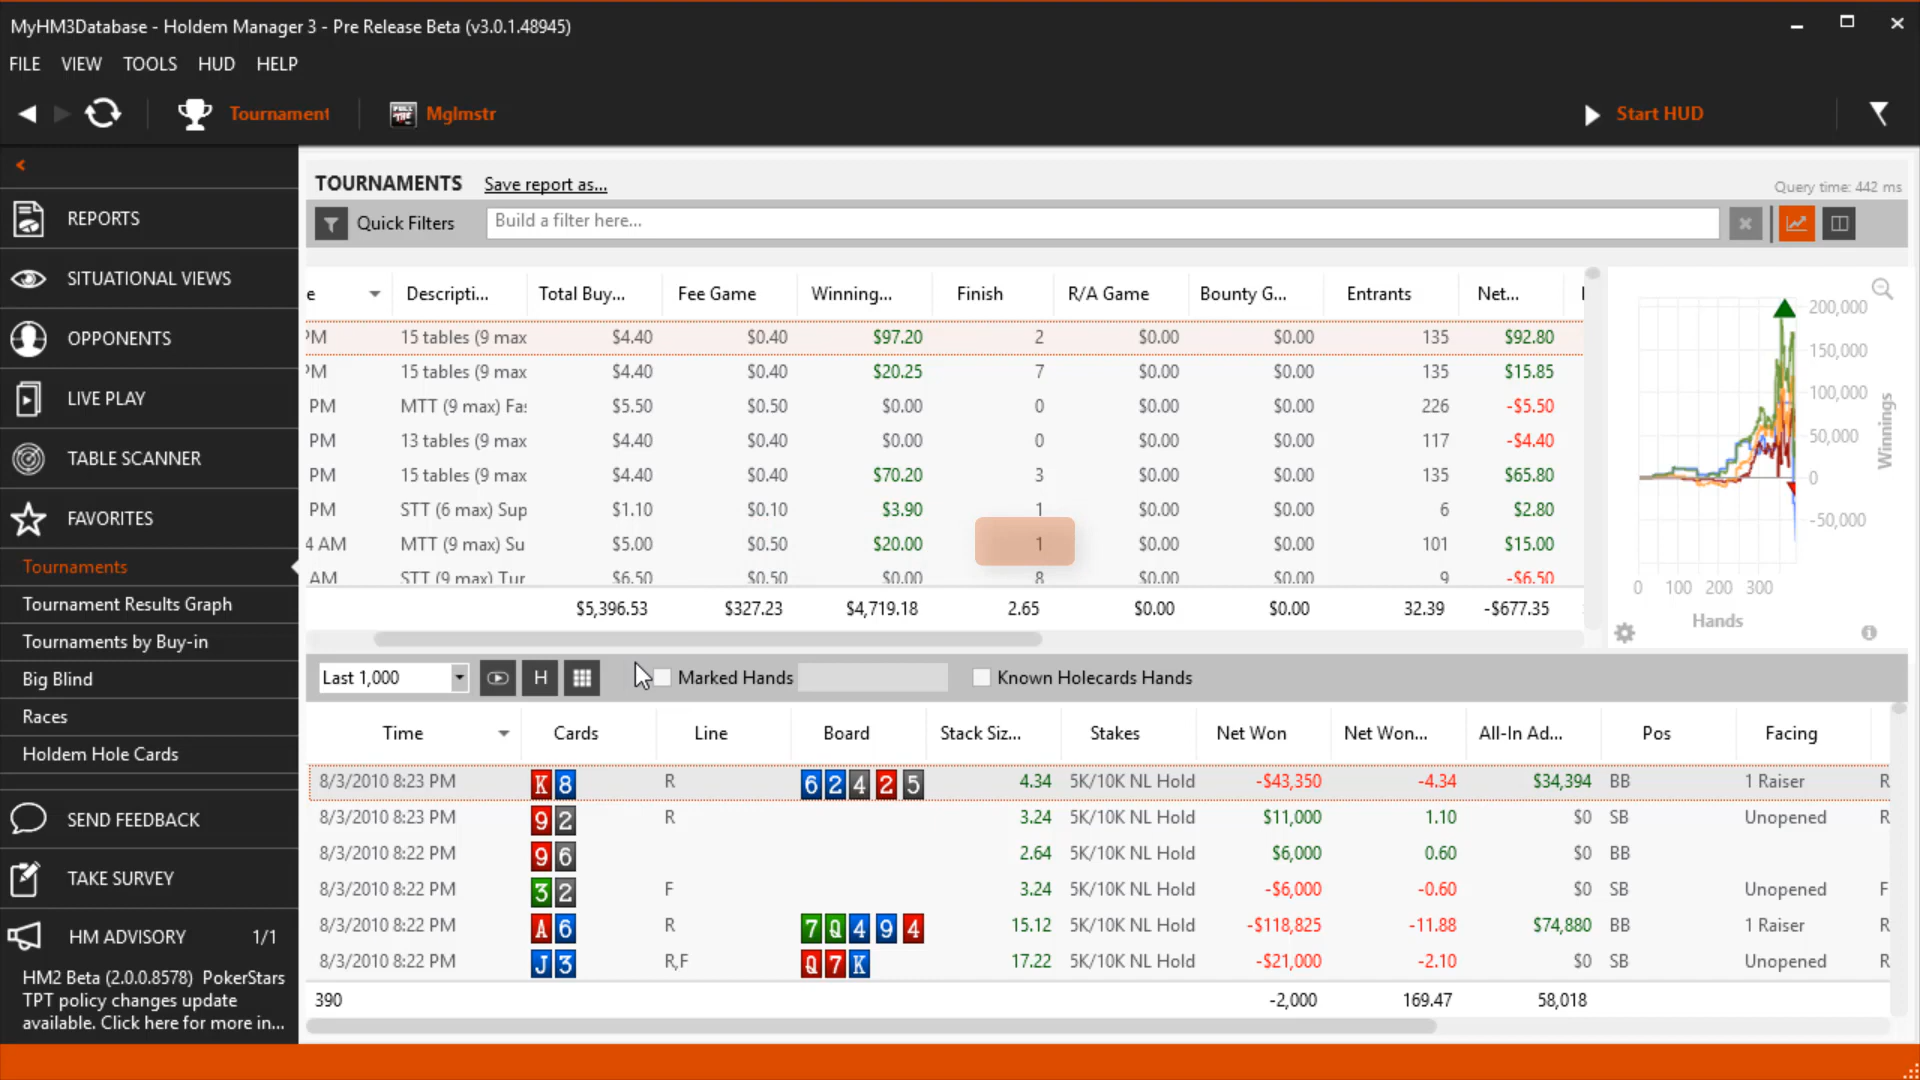 MyHM3Database - Holdem Manager 3 - Pre Release Beta (v3.0.1.48945)
FILE VIEW TOOLS HUD HELP
Tournament Mglmstr Start HUD
REPORTS
SITUATIONAL VIEWS
OPPONENTS
LIVE PLAY
TABLE SCANNER
FAVORITES
Tournaments
Tournament Results Graph
Tournaments by Buy-in
Big Blind
Races
Holdem Hole Cards
SEND FEEDBACK
TAKE SURVEY
HM ADVISORY 1/1
HM2 Beta (2.0.0.8578) PokerStars
TPT policy changes update
available. Click here for more in...
TOURNAMENTS Save report as... Query time: 442 ms
Quick Filters Build a filter here...
e Descripti... Total Buy... Fee Game Winning... Finish R/A Game Bounty G... Entrants Net...
PM 15 tables (9 max $4.40 $0.40 $97.20 2 $0.00 $0.00 135 $92.80
PM 15 tables (9 max $4.40 $0.40 $20.25 7 $0.00 $0.00 135 $15.85
PM MTT (9 max) Fas $5.50 $0.50 $0.00 0 $0.00 $0.00 226 -$5.50
PM 13 tables (9 max $4.40 $0.40 $0.00 0 $0.00 $0.00 117 -$4.40
PM 15 tables (9 max $4.40 $0.40 $70.20 3 $0.00 $0.00 135 $65.80
PM STT (6 max) Sup $1.10 $0.10 $3.90 1 $0.00 $0.00 6 $2.80
4 AM MTT (9 max) Su $5.00 $0.50 $20.00 1 $0.00 $0.00 101 $15.00
AM STT (9 max) Tur $6.50 $0.50 $0.00 8 $0.00 $0.00 9 -$6.50
$5,396.53 $327.23 $4,719.18 2.65 $0.00 $0.00 32.39 -$677.35
200,000
150,000
100,000
50,000
0
-50,000
Winnings
0 100 200 300
Hands
Last 1,000 H Marked Hands Known Holecards Hands
Time Cards Line Board Stack Siz... Stakes Net Won Net Won... All-In Ad... Pos Facing
8/3/2010 8:23 PM K 8 R 6 2 4 2 5 4.34 5K/10K NL Hold -$43,350 -4.34 $34,394 BB 1 Raiser R
8/3/2010 8:23 PM 9 2 R 3.24 5K/10K NL Hold $11,000 1.10 $0 SB Unopened R
8/3/2010 8:22 PM 9 6 2.64 5K/10K NL Hold $6,000 0.60 $0 BB
8/3/2010 8:22 PM 3 2 F 3.24 5K/10K NL Hold -$6,000 -0.60 $0 SB Unopened F
8/3/2010 8:22 PM A 6 R 7 Q 4 9 4 15.12 5K/10K NL Hold -$118,825 -11.88 $74,880 BB 1 Raiser R
8/3/2010 8:22 PM J 3 R,F Q 7 K 17.22 5K/10K NL Hold -$21,000 -2.10 $0 SB Unopened R
390 -2,000 169.47 58,018